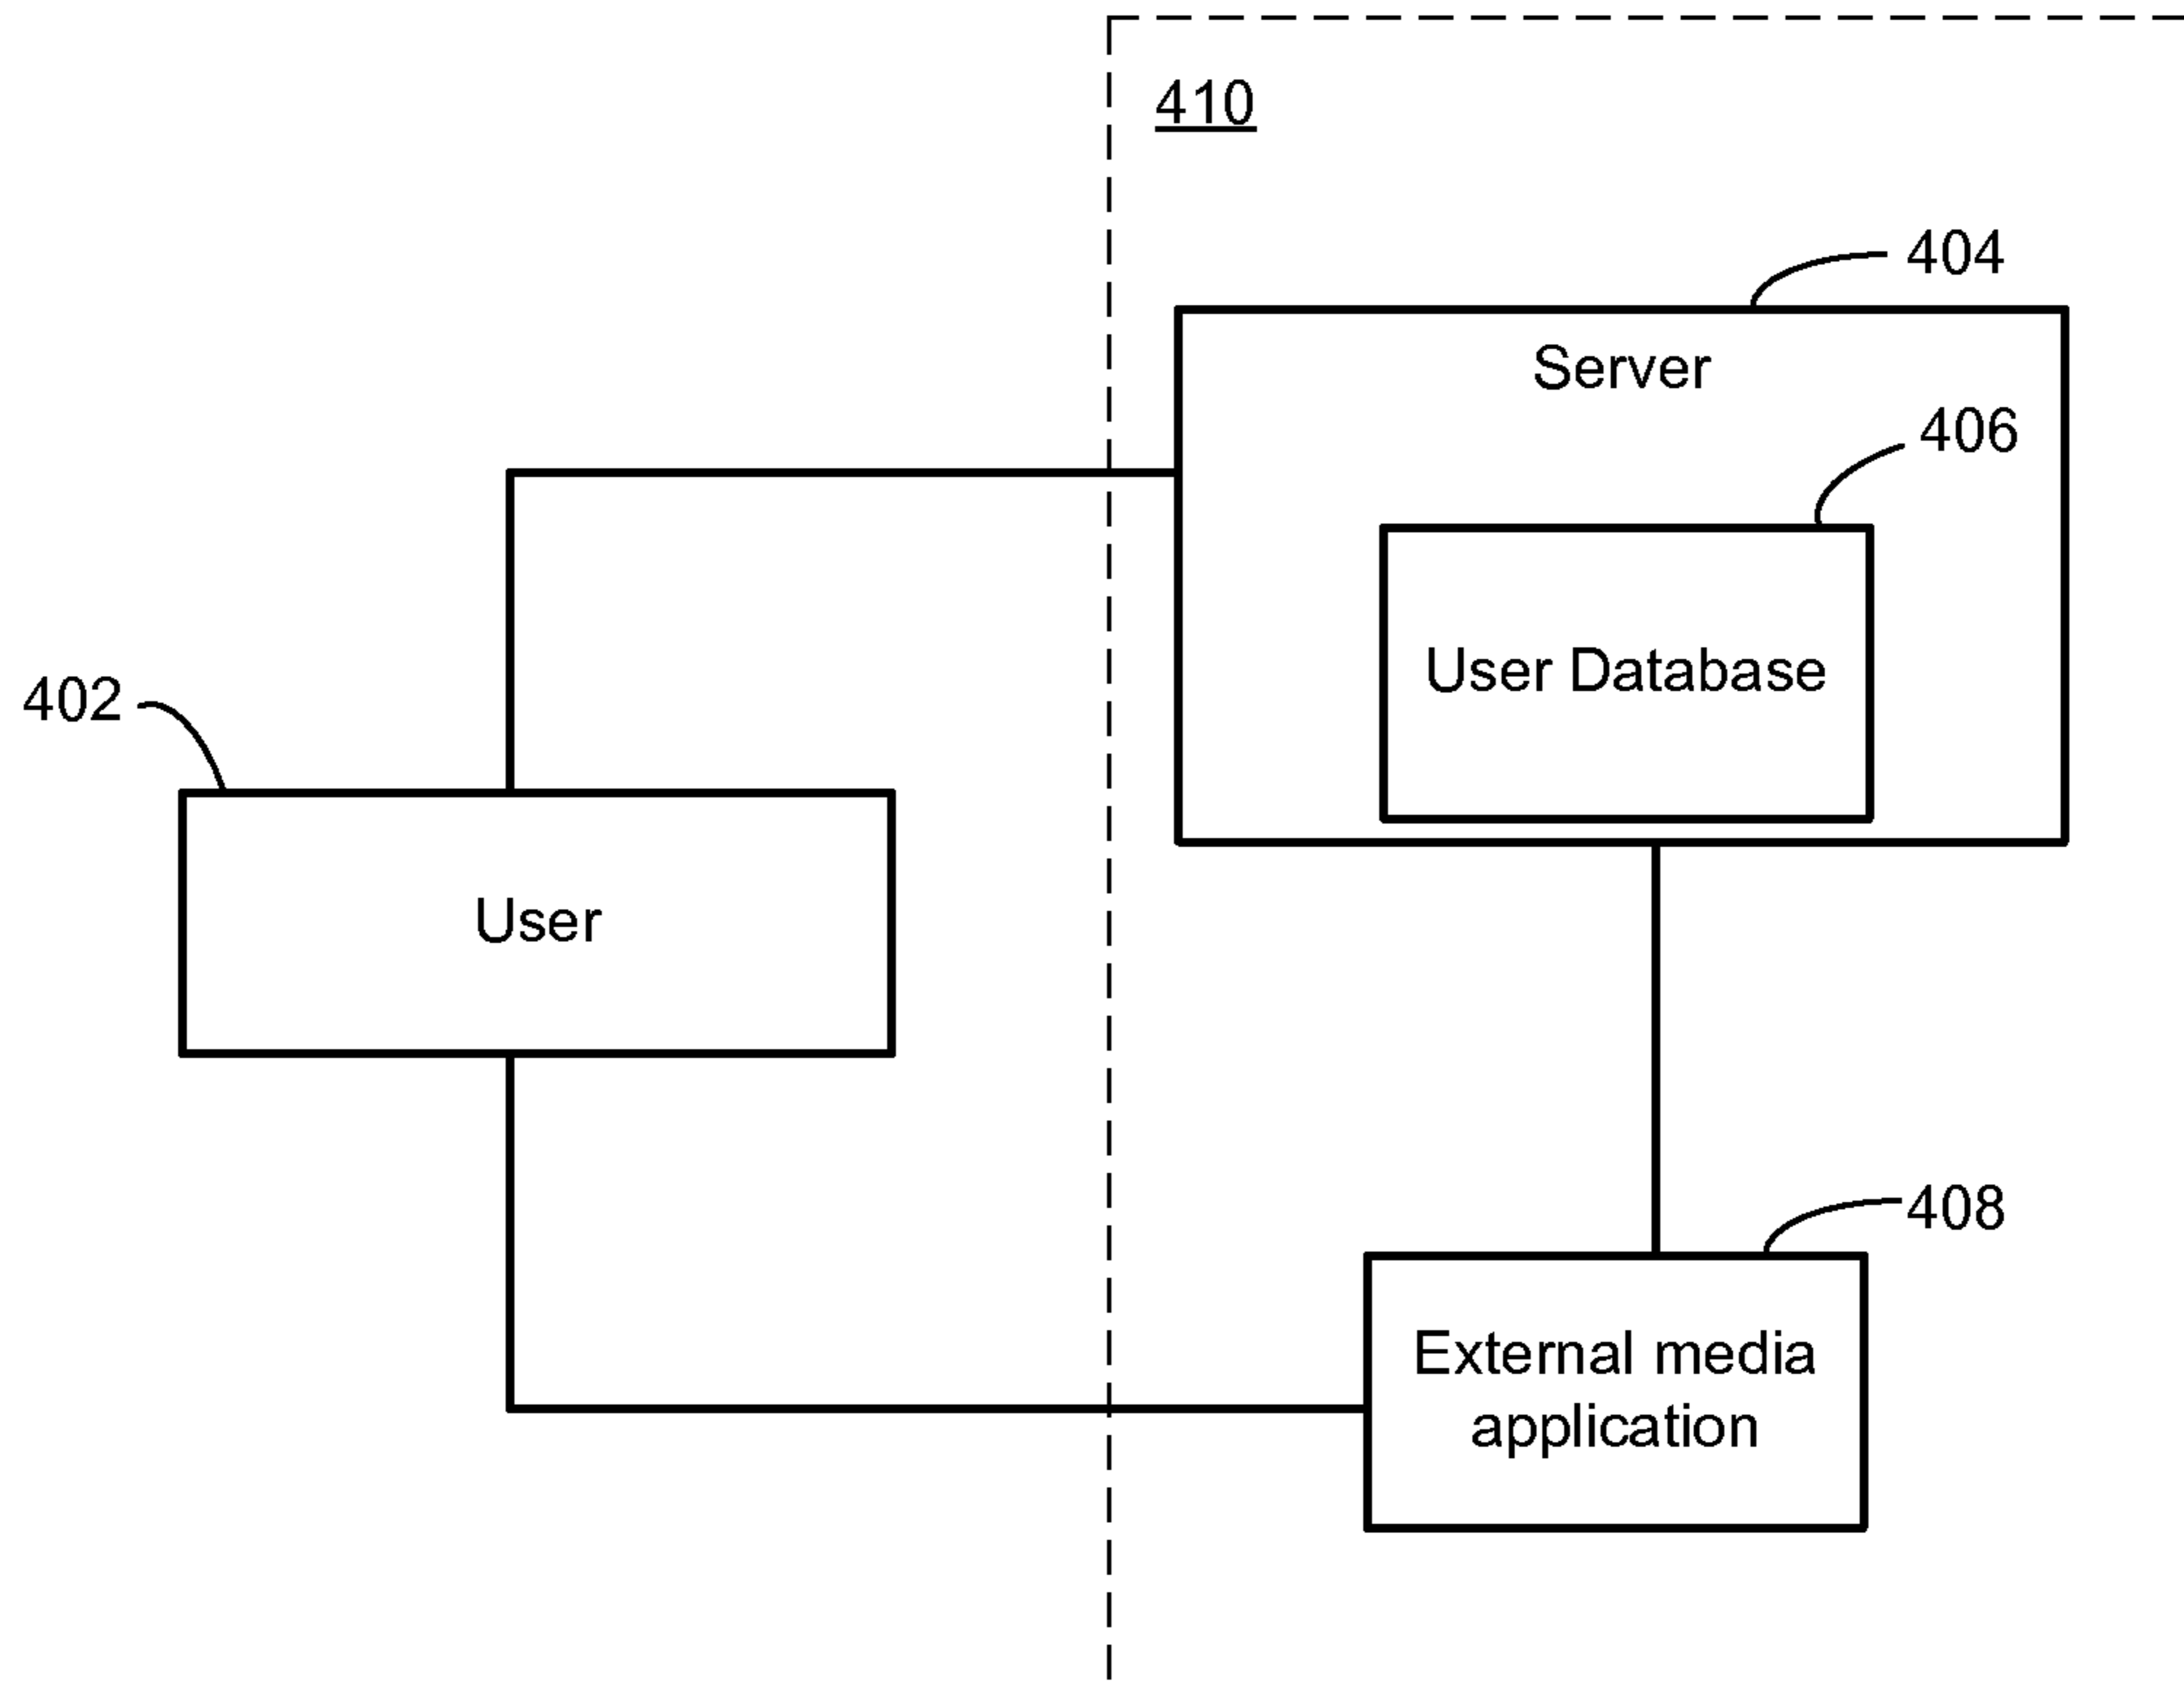 410
404
Server
406
User Database
402
User
408
External media
application